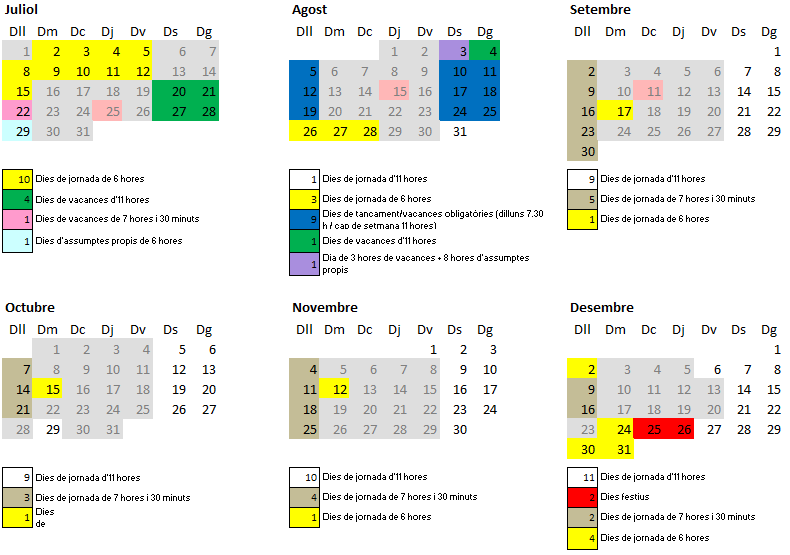 Juliol
Dll Dm Dc Dj Dv Ds Dg
1 2 3 4 5 6 7
8 9 10 11 12 13 14
15 16 17 18 19 20 21
22 23 24 25 26 27 28
29 30 31
10 Dies de jornada de 6 hores
4 Dies de vacances d'11 hores
1 Dies de vacances de 7 hores i 30 minuts
1 Dies d'assumptes propis de 6 hores
Agost
Dll Dm Dc Dj Dv Ds Dg
1 2 3 4
5 6 7 8 9 10 11
12 13 14 15 16 17 18
19 20 21 22 23 24 25
26 27 28 29 30 31
1 Dies de jornada d'11 hores
3 Dies de jornada de 6 hores
9 Dies de tancament/vacances obligatòries (dilluns 7.30
h / cap de setmana 11 hores)
1 Dies de vacances d'11 hores
1 Dia de 3 hores de vacances + 8 hores d'assumptes
propis
Setembre
Dll Dm Dc Dj Dv Ds Dg
1
2 3 4 5 6 7 8
9 10 11 12 13 14 15
16 17 18 19 20 21 22
23 24 25 26 27 28 29
30
9 Dies de jornada d'11 hores
5 Dies de jornada de 7 hores i 30 minuts
1 Dies de jornada de 6 hores
Octubre
Dll Dm Dc Dj Dv Ds Dg
1 2 3 4 5 6
7 8 9 10 11 12 13
14 15 16 17 18 19 20
21 22 23 24 25 26 27
28 29 30 31
9 Dies de jornada d'11 hores
3 Dies de jornada de 7 hores i 30 minuts
1 Dies
de
Novembre
Dll Dm Dc Dj Dv Ds Dg
1 2 3
4 5 6 7 8 9 10
11 12 13 14 15 16 17
18 19 20 21 22 23 24
25 26 27 28 29 30
10 Dies de jornada d'11 hores
4 Dies de jornada de 7 hores i 30 minuts
1 Dies de jornada de 6 hores
Desembre
Dll Dm Dc Dj Dv Ds Dg
1
2 3 4 5 6 7 8
9 10 11 12 13 14 15
16 17 18 19 20 21 22
23 24 25 26 27 28 29
30 31
11 Dies de jornada d'11 hores
2 Dies festius
2 Dies de jornada de 7 hores i 30 minuts
4 Dies de jornada de 6 hores